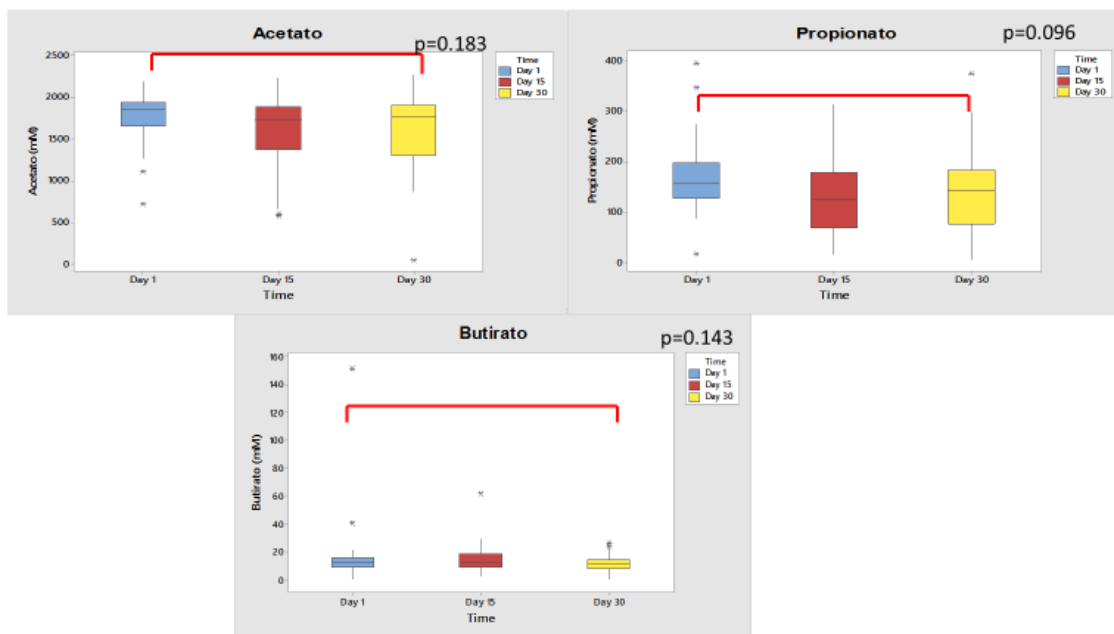 Acetato
p=0.183
Time
Day 1
Day 15
Day 30
Acetato (mM)
2500
2000
1500
1000
500
0
Day 1 Day 15 Day 30
Time
Propionato
p=0.096
Time
Day 1
Day 15
Day 30
Propionato (mM)
400
300
200
100
0
Day 1 Day 15 Day 30
Time
Butirato
p=0.143
Time
Day 1
Day 15
Day 30
Butirato (mM)
160
140
120
100
80
60
40
20
0
Day 1 Day 15 Day 30
Time